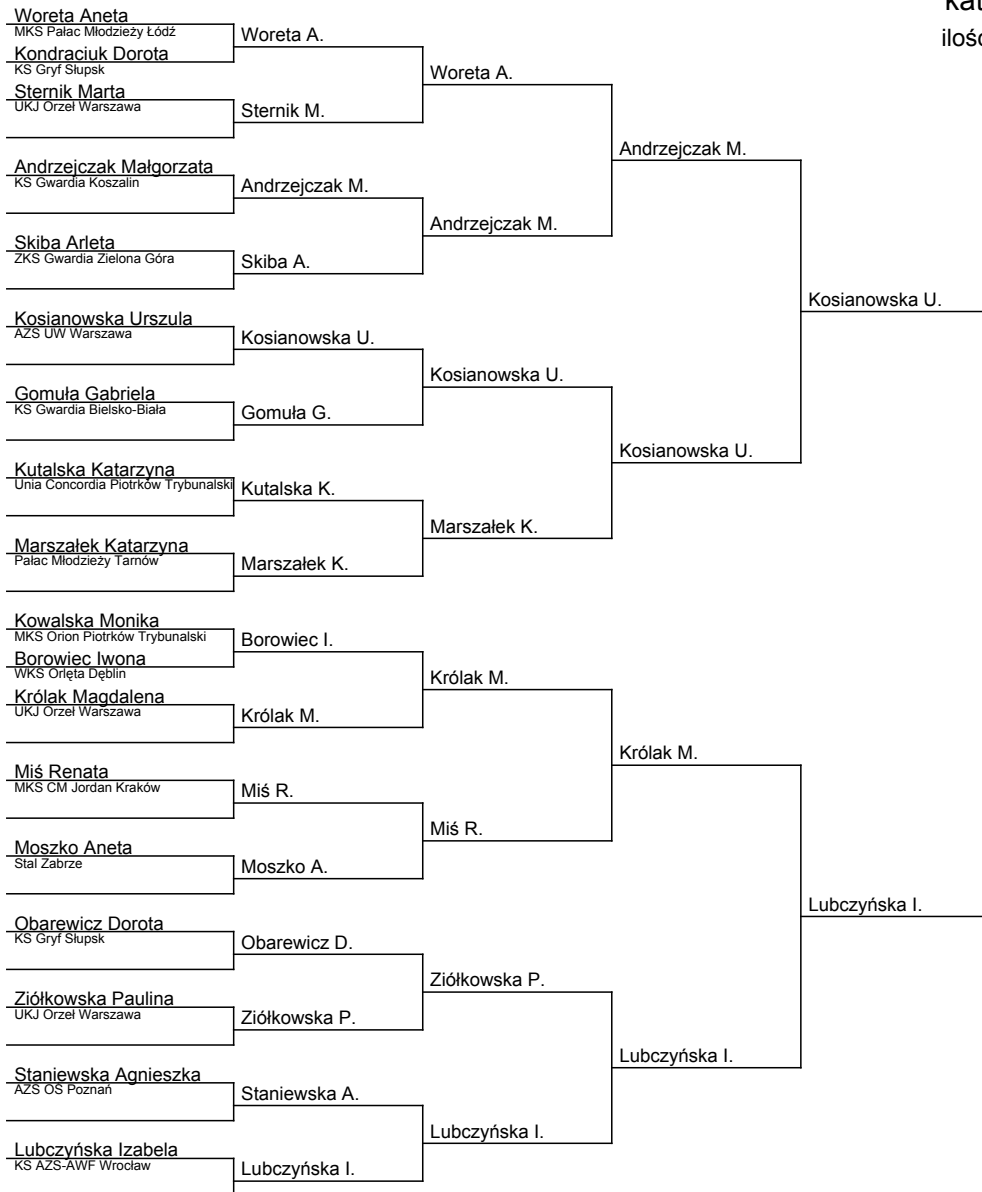 kat
ilość
Woreta Aneta
MKS Pałac Młodzieży Łódź
Kondraciuk Dorota
KS Gryf Słupsk
Sternik Marta
UKJ Orzeł Warszawa
Andrzejczak Małgorzata
KS Gwardia Koszalin
Skiba Arleta
ZKS Gwardia Zielona Góra
Kosianowska Urszula
AZS UW Warszawa
Gomuła Gabriela
KS Gwardia Bielsko-Biała
Kutalska Katarzyna
Unia Concordia Piotrków Trybunalski
Marszałek Katarzyna
Pałac Młodzieży Tarnów
Kowalska Monika
MKS Orion Piotrków Trybunalski
Borowiec Iwona
WKS Orlęta Dęblin
Królak Magdalena
UKJ Orzeł Warszawa
Miś Renata
MKS CM Jordan Kraków
Moszko Aneta
Stal Zabrze
Obarewicz Dorota
KS Gryf Słupsk
Ziółkowska Paulina
UKJ Orzeł Warszawa
Staniewska Agnieszka
AZS OŚ Poznań
Lubczyńska Izabela
KS AZS-AWF Wrocław
Woreta A.
Sternik M.
Andrzejczak M.
Skiba A.
Kosianowska U.
Gomuła G.
Kutalska K.
Marszałek K.
Borowiec I.
Królak M.
Miś R.
Moszko A.
Obarewicz D.
Ziółkowska P.
Staniewska A.
Lubczyńska I.
Woreta A.
Andrzejczak M.
Kosianowska U.
Marszałek K.
Królak M.
Miś R.
Ziółkowska P.
Lubczyńska I.
Andrzejczak M.
Kosianowska U.
Królak M.
Lubczyńska I.
Kosianowska U.
Lubczyńska I.